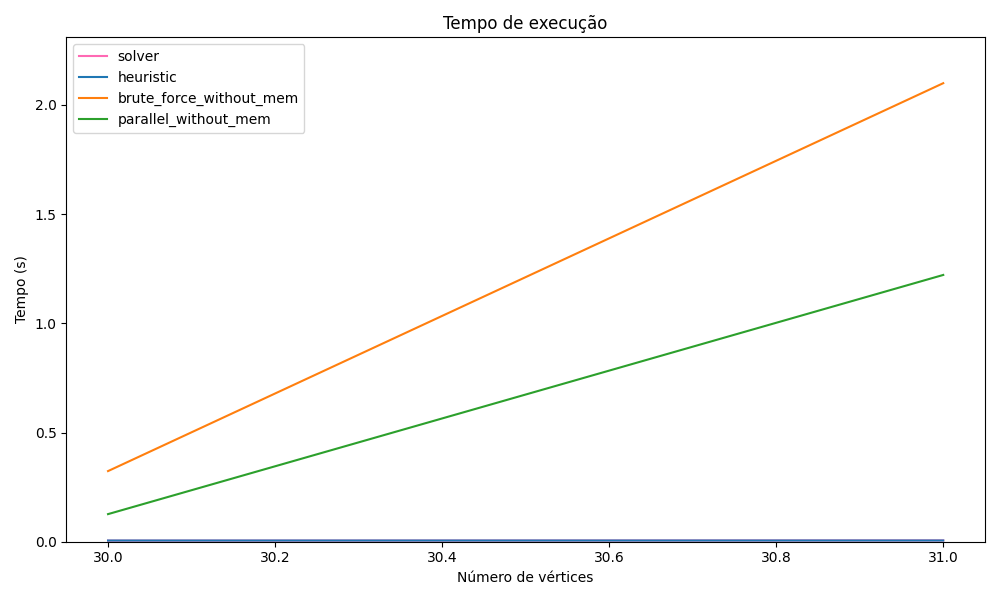 Tempo de execução
solver
heuristic
brute_force_without_mem
parallel_without_mem
Tempo (s)
2.0
1.5
1.0
0.5
0.0
30.0 30.2 30.4 30.6 30.8 31.0
Número de vértices